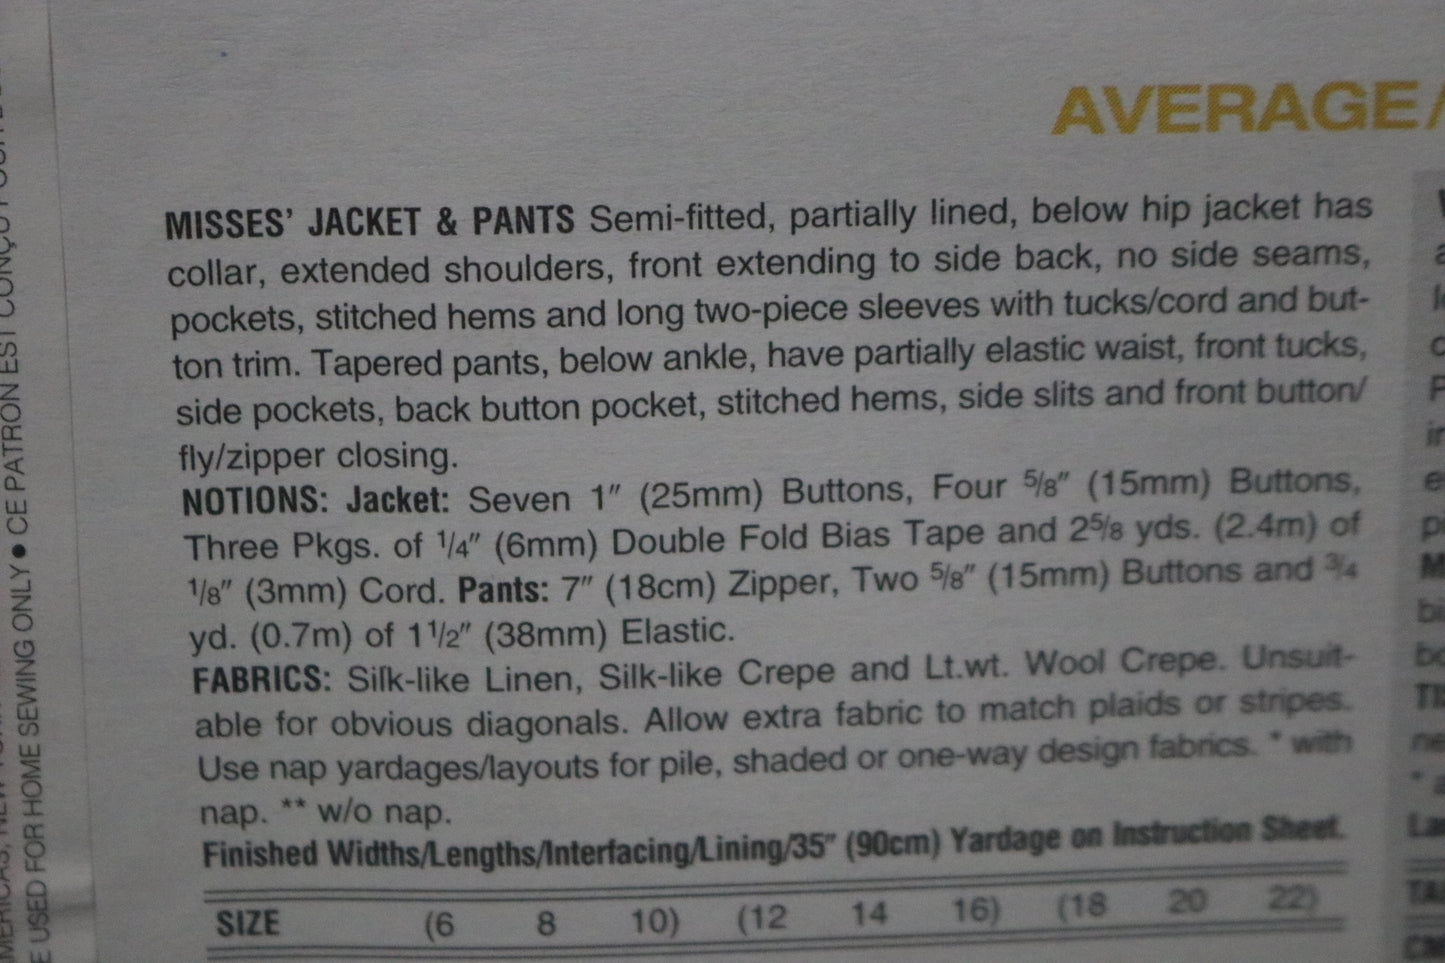 AVERAGE/
MISSES' JACKET & PANTS Semi-fitted, partially lined, below hip jacket has
collar, extended shoulders, front extending to side back, no side seams,
pockets, stitched hems and long two-piece sleeves with tucks/cord and but-
ton trim. Tapered pants, below ankle, have partially elastic waist, front tucks,
side pockets, back button pocket, stitched hems, side slits and front button/
fly/zipper closing.
NOTIONS: Jacket: Seven 1" (25mm) Buttons, Four 5/8" (15mm) Buttons,
Three Pkgs. of 1/4" (6mm) Double Fold Bias Tape and 2 5/8 yds. (2.4m) of
1/8" (3mm) Cord. Pants: 7" (18cm) Zipper, Two 5/8" (15mm) Buttons and 3/4
yd. (0.7m) of 1 1/2" (38mm) Elastic.
FABRICS: Silk-like Linen, Silk-like Crepe and Lt.wt. Wool Crepe. Unsuit-
able for obvious diagonals. Allow extra fabric to match plaids or stripes.
Use nap yardages/layouts for pile, shaded or one-way design fabrics. * with
nap. ** w/o nap.
Finished Widths/Lengths/Interfacing/Lining/35" (90cm) Yardage on Instruction Sheet.
SIZE (6 8 10) (12 14 16) (18 20 22)
USED FOR HOME SEWING ONLY ● CE PATRON EST CONÇU